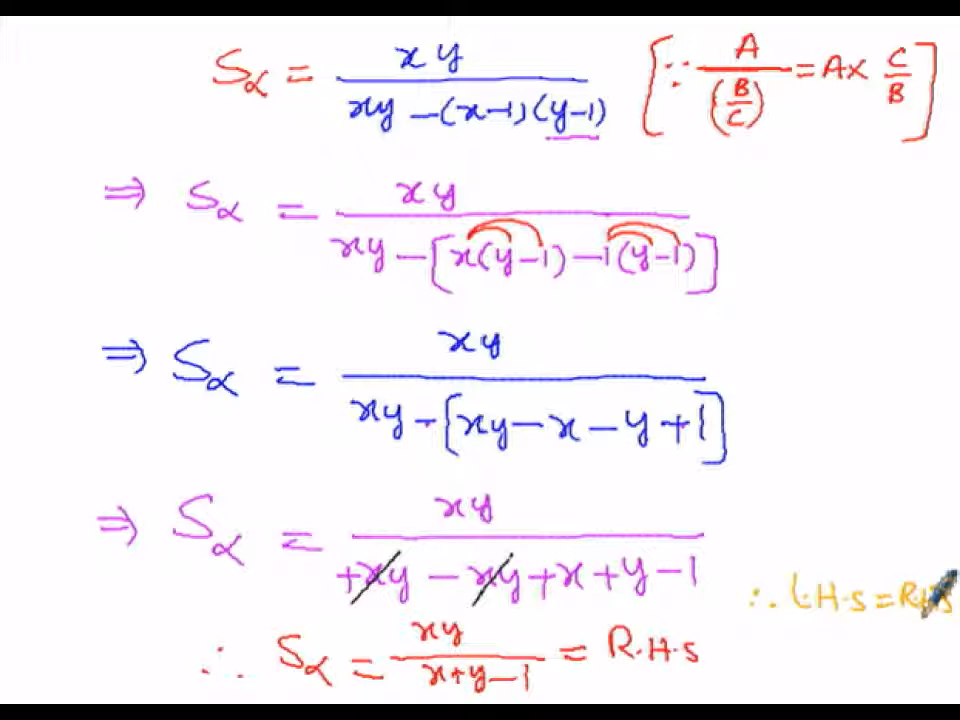 Sα = xy / (xy − (x−1)(y−1)) [∵ A / (B/C) = A × C/B]
⇒ Sα = xy / (xy − [x(y−1) − 1(y−1)])
⇒ Sα = xy / (xy − [xy − x − y + 1])
⇒ Sα = xy / (+xy − xy + x + y − 1)
∴ L.H.S = R.H.S
∴ Sα = xy / (x+y−1) = R.H.S